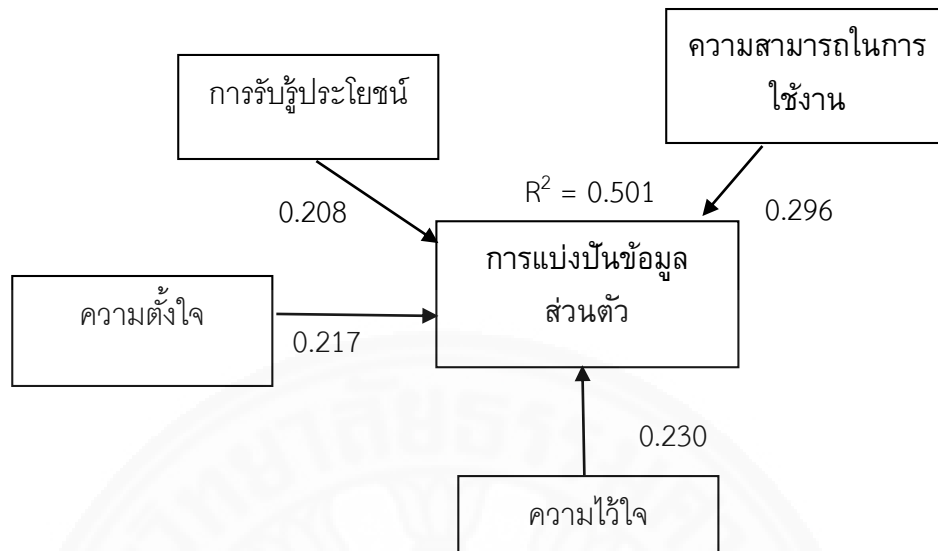 ความสามารถในการ
ใช้งาน
การรับรู้ประโยชน์
R² = 0.501
0.208
0.296
การแบ่งปันข้อมูล
ส่วนตัว
ความตั้งใจ
0.217
0.230
ความไว้ใจ